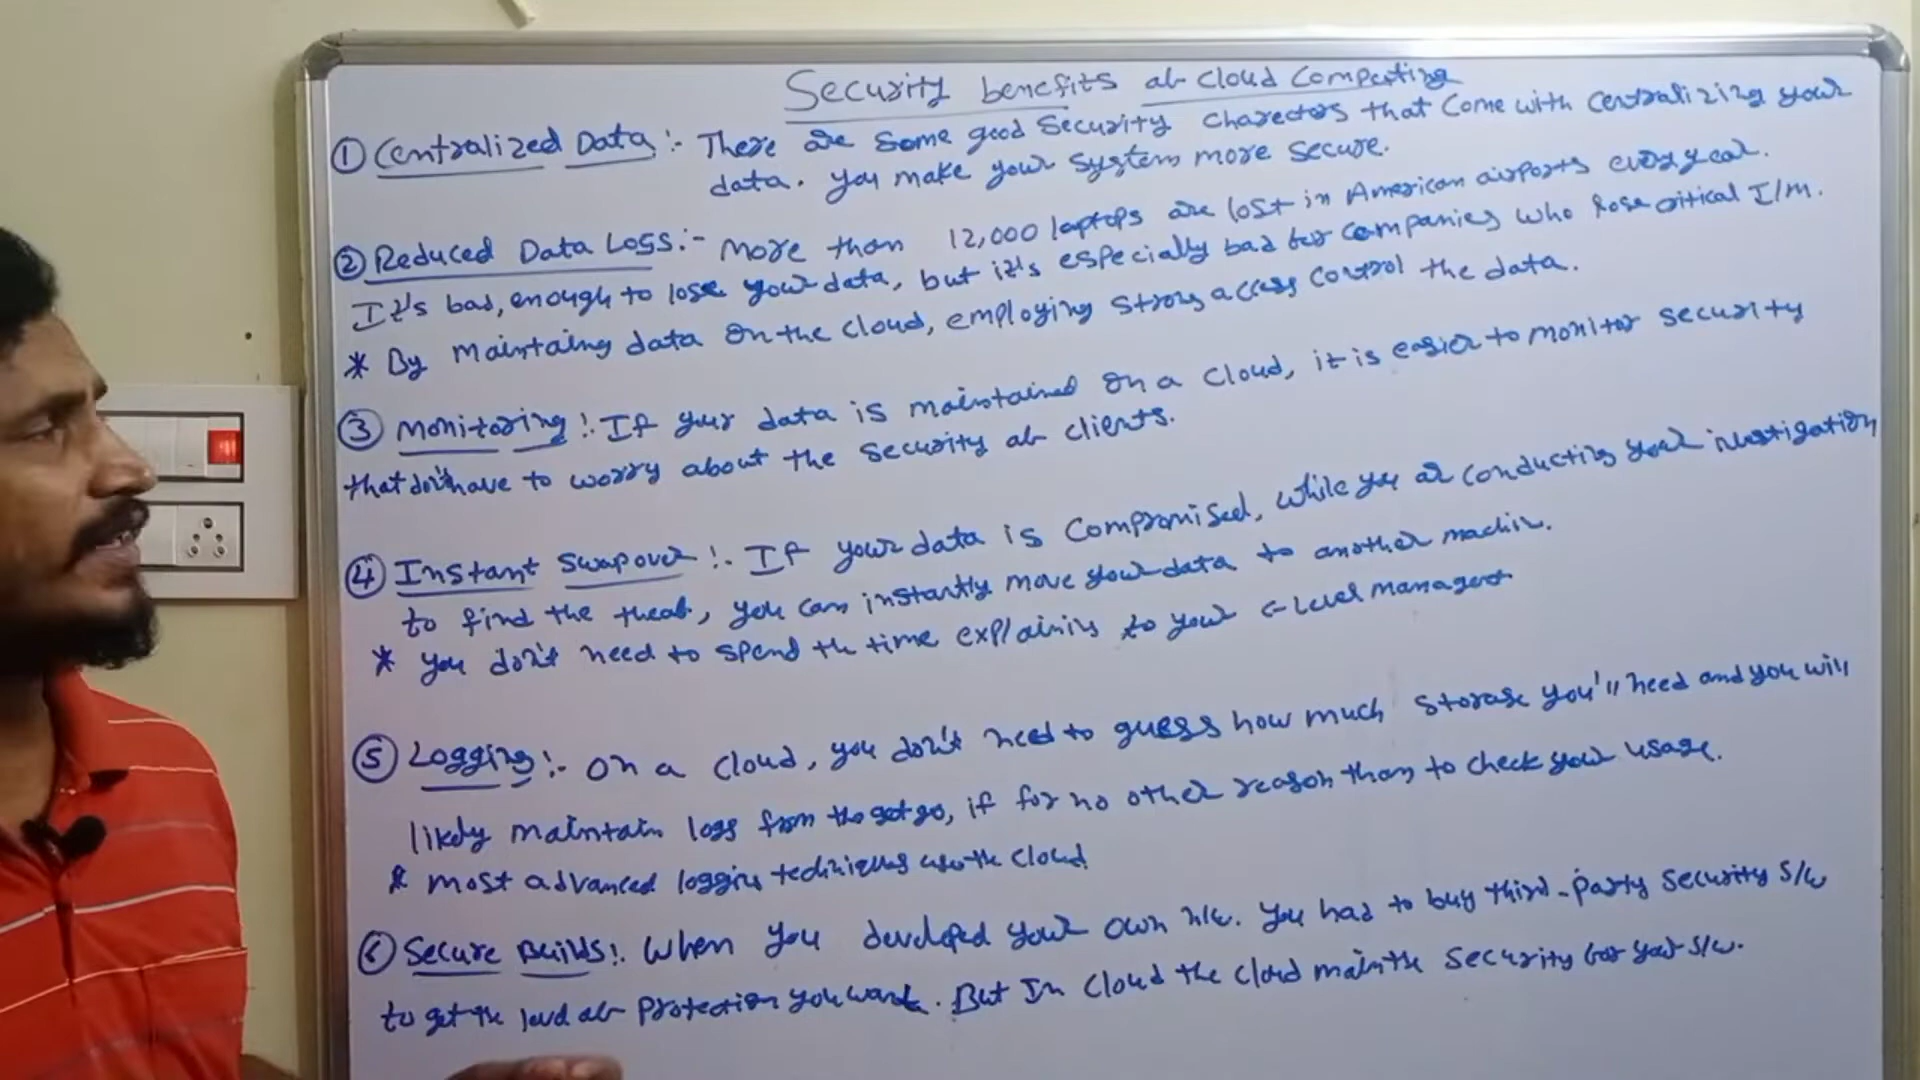 Security benefits of Cloud Computing
① Centralized Data :- There are Some good Security charectors that Come with Centralizing your
data. you make your System more secure.
② Reduced Data Loss :- More than 12,000 laptops are lost in American airports every year.
It's bad, enough to lose your data, but it's especially bad for Companies who lose critical I/M.
* By Maintaing data on the cloud, employing strong access control the data.
③ Monitoring :. If your data is maintained on a cloud, it is easier to monitor security
that don't have to worry about the security of clients.
④ Instant Swapover :. If your data is Compromised, while you ar conducting your investigation
to find the , you can instantly move your data to another machin.
* you don't need to spend th time explaining to your C-Level managent
⑤ Logging :- on a cloud, you don't need to guess how much storage you'll need and you will
likely maintain logs from the get go, if for no other reason than to check your usage.
* most advanced logging techniques the cloud
⑥ Secure Builds :. When you developed your own n/w. You had to buy third-party security S/w
to get the level of protection you want. But In cloud the cloud security for your S/w.